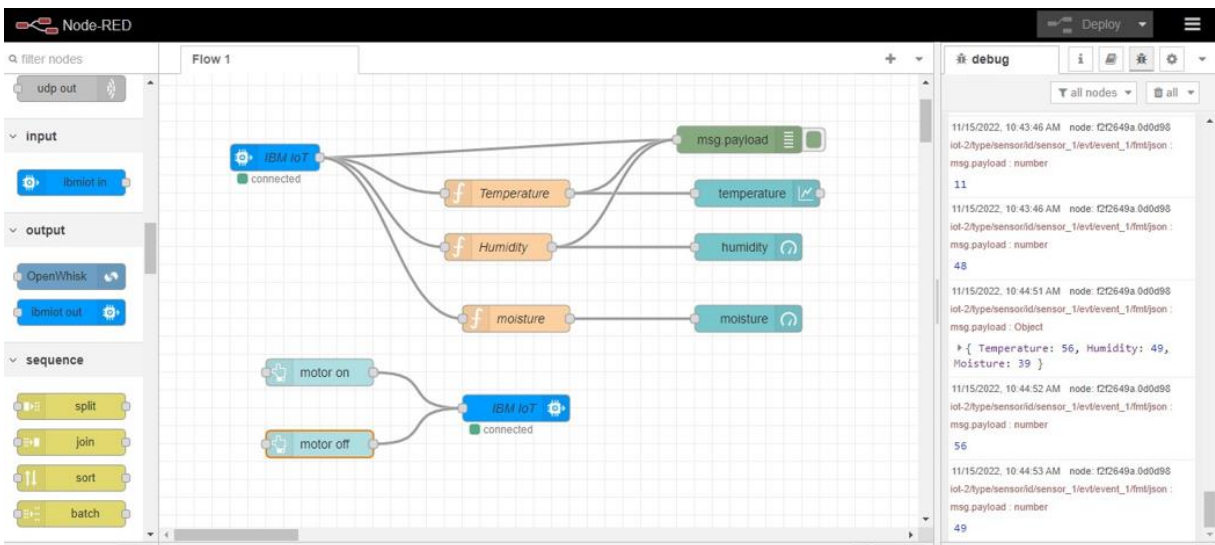 Node-RED
Deploy
filter nodes
Flow 1
debug
i
all nodes
all
udp out
input
ibmiot in
output
OpenWhisk
ibmiot out
sequence
split
join
sort
batch
IBM IoT
connected
msg.payload
Temperature
temperature
Humidity
humidity
moisture
moisture
motor on
motor off
IBM IoT
connected
11/15/2022, 10:43:46 AM node: f2f2649a.0d0d98
iot-2/type/sensor/id/sensor_1/evt/event_1/fmt/json :
msg.payload : number
11
11/15/2022, 10:43:46 AM node: f2f2649a.0d0d98
iot-2/type/sensor/id/sensor_1/evt/event_1/fmt/json :
msg.payload : number
48
11/15/2022, 10:44:51 AM node: f2f2649a.0d0d98
iot-2/type/sensor/id/sensor_1/evt/event_1/fmt/json :
msg.payload : Object
{ Temperature: 56, Humidity: 49,
Moisture: 39 }
11/15/2022, 10:44:52 AM node: f2f2649a.0d0d98
iot-2/type/sensor/id/sensor_1/evt/event_1/fmt/json :
msg.payload : number
56
11/15/2022, 10:44:53 AM node: f2f2649a.0d0d98
iot-2/type/sensor/id/sensor_1/evt/event_1/fmt/json :
msg.payload : number
49